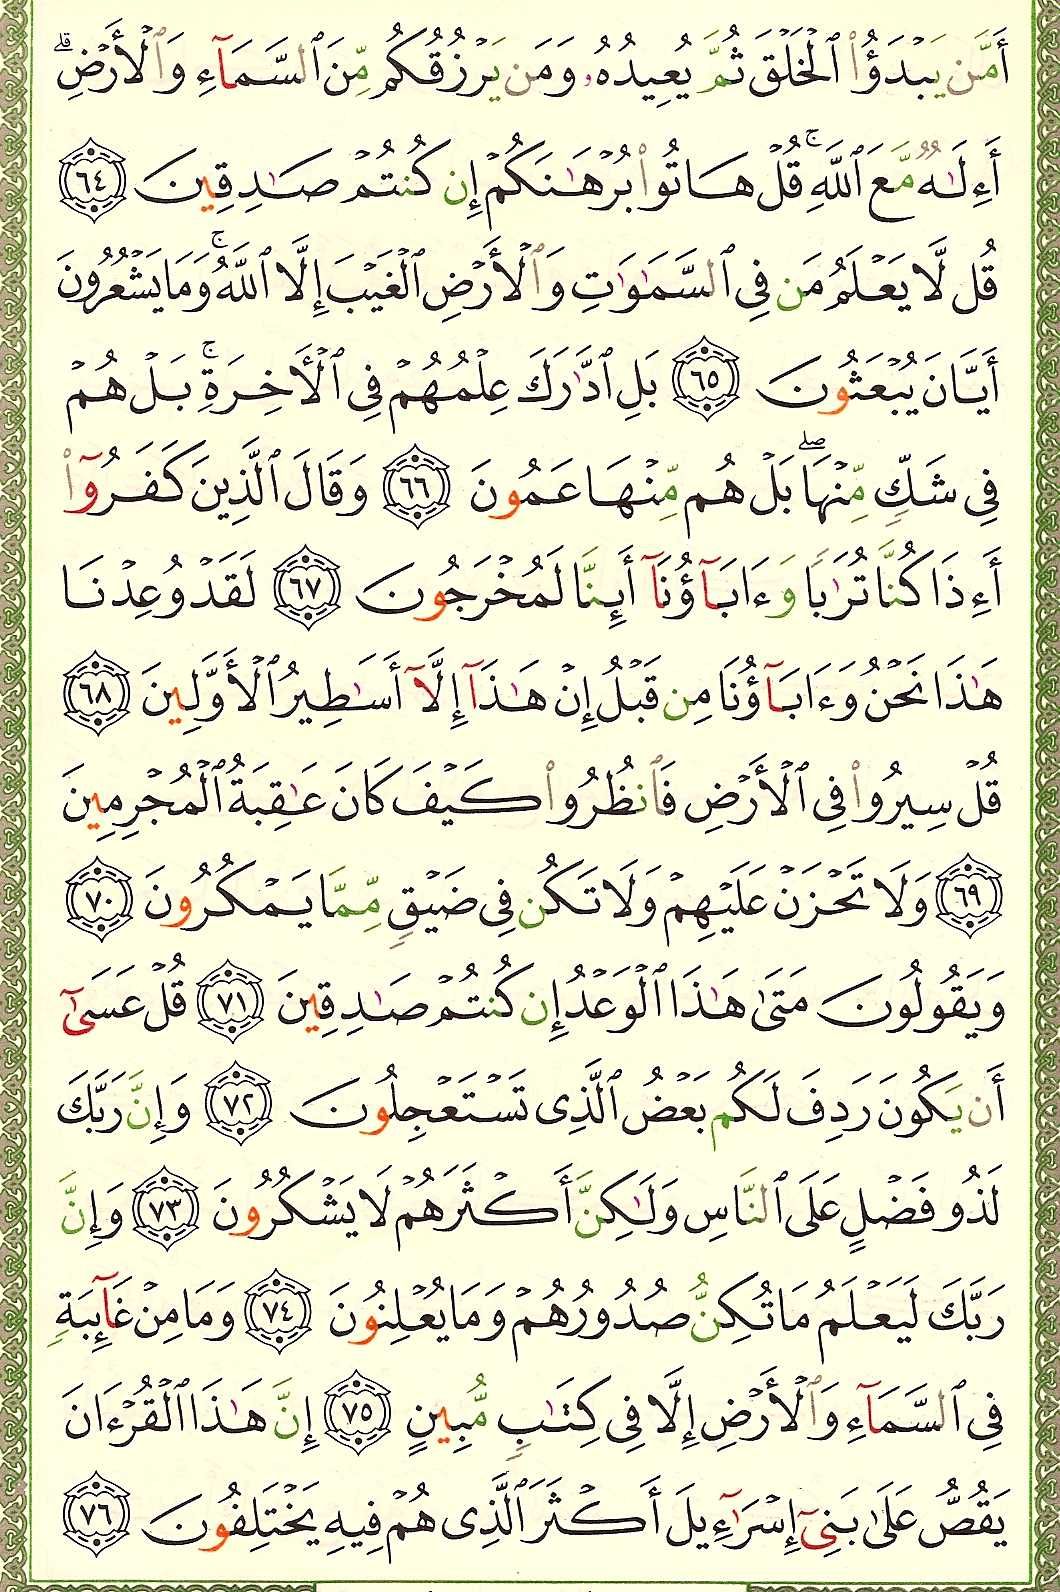 أَمَّن يَبْدَؤُا۟ ٱلْخَلْقَ ثُمَّ يُعِيدُهُۥ وَمَن يَرْزُقُكُم مِّنَ ٱلسَّمَآءِ وَٱلْأَرْضِ ۗ
أَءِلَٰهٌ مَّعَ ٱللَّهِ ۚ قُلْ هَاتُوا۟ بُرْهَٰنَكُمْ إِن كُنتُمْ صَٰدِقِينَ ٦٤
قُل لَّا يَعْلَمُ مَن فِى ٱلسَّمَٰوَٰتِ وَٱلْأَرْضِ ٱلْغَيْبَ إِلَّا ٱللَّهُ ۚ وَمَا يَشْعُرُونَ
أَيَّانَ يُبْعَثُونَ ٦٥ بَلِ ٱدَّٰرَكَ عِلْمُهُمْ فِى ٱلْءَاخِرَةِ ۚ بَلْ هُمْ
فِى شَكٍّ مِّنْهَا ۖ بَلْ هُم مِّنْهَا عَمُونَ ٦٦ وَقَالَ ٱلَّذِينَ كَفَرُوٓا۟
أَءِذَا كُنَّا تُرَٰبًا وَءَابَآؤُنَآ أَئِنَّا لَمُخْرَجُونَ ٦٧ لَقَدْ وُعِدْنَا
هَٰذَا نَحْنُ وَءَابَآؤُنَا مِن قَبْلُ إِنْ هَٰذَآ إِلَّآ أَسَٰطِيرُ ٱلْأَوَّلِينَ ٦٨
قُلْ سِيرُوا۟ فِى ٱلْأَرْضِ فَٱنظُرُوا۟ كَيْفَ كَانَ عَٰقِبَةُ ٱلْمُجْرِمِينَ
٦٩ وَلَا تَحْزَنْ عَلَيْهِمْ وَلَا تَكُن فِى ضَيْقٍ مِّمَّا يَمْكُرُونَ ٧٠
وَيَقُولُونَ مَتَىٰ هَٰذَا ٱلْوَعْدُ إِن كُنتُمْ صَٰدِقِينَ ٧١ قُلْ عَسَىٰٓ
أَن يَكُونَ رَدِفَ لَكُم بَعْضُ ٱلَّذِى تَسْتَعْجِلُونَ ٧٢ وَإِنَّ رَبَّكَ
لَذُو فَضْلٍ عَلَى ٱلنَّاسِ وَلَٰكِنَّ أَكْثَرَهُمْ لَا يَشْكُرُونَ ٧٣ وَإِنَّ
رَبَّكَ لَيَعْلَمُ مَا تُكِنُّ صُدُورُهُمْ وَمَا يُعْلِنُونَ ٧٤ وَمَا مِنْ غَآئِبَةٍ
فِى ٱلسَّمَآءِ وَٱلْأَرْضِ إِلَّا فِى كِتَٰبٍ مُّبِينٍ ٧٥ إِنَّ هَٰذَا ٱلْقُرْءَانَ
يَقُصُّ عَلَىٰ بَنِىٓ إِسْرَٰٓءِيلَ أَكْثَرَ ٱلَّذِى هُمْ فِيهِ يَخْتَلِفُونَ ٧٦